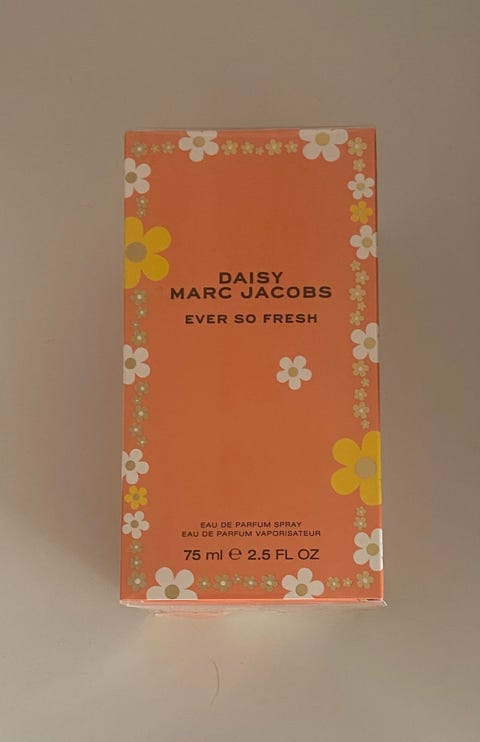 DAISY
MARC JACOBS
EVER SO FRESH
EAU DE PARFUM SPRAY
EAU DE PARFUM VAPORISATEUR
75 ml ℮ 2.5 FL OZ